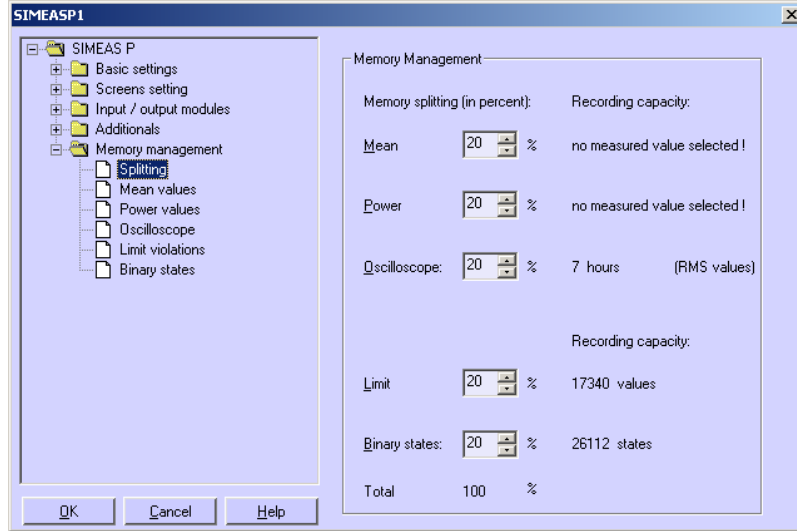 SIMEASP1
SIMEAS P
Basic settings
Screens setting
Input / output modules
Additionals
Memory management
Splitting
Mean values
Power values
Oscilloscope
Limit violations
Binary states
OK Cancel Help
Memory Management
Memory splitting (in percent): Recording capacity:
Mean 20 % no measured value selected !
Power 20 % no measured value selected !
Oscilloscope: 20 % 7 hours (RMS values)
Recording capacity:
Limit 20 % 17340 values
Binary states: 20 % 26112 states
Total 100 %